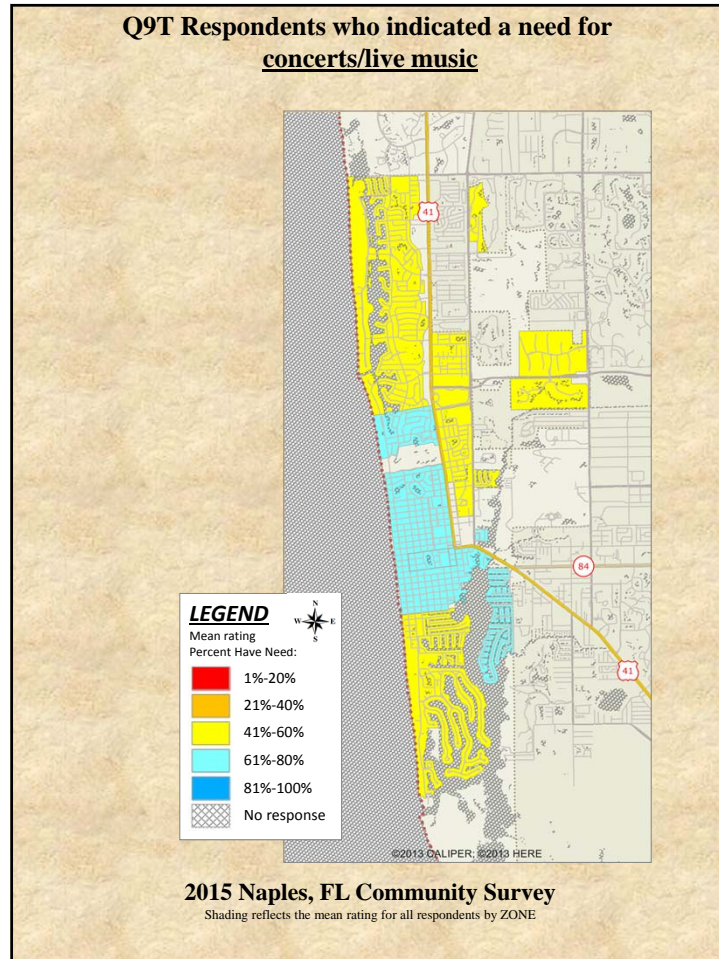 Q9T Respondents who indicated a need for
concerts/live music
41
84
41
LEGEND
N
W E
S
Mean rating
Percent Have Need:
1%-20%
21%-40%
41%-60%
61%-80%
81%-100%
No response
©2013 CALIPER; ©2013 HERE
2015 Naples, FL Community Survey
Shading reflects the mean rating for all respondents by ZONE